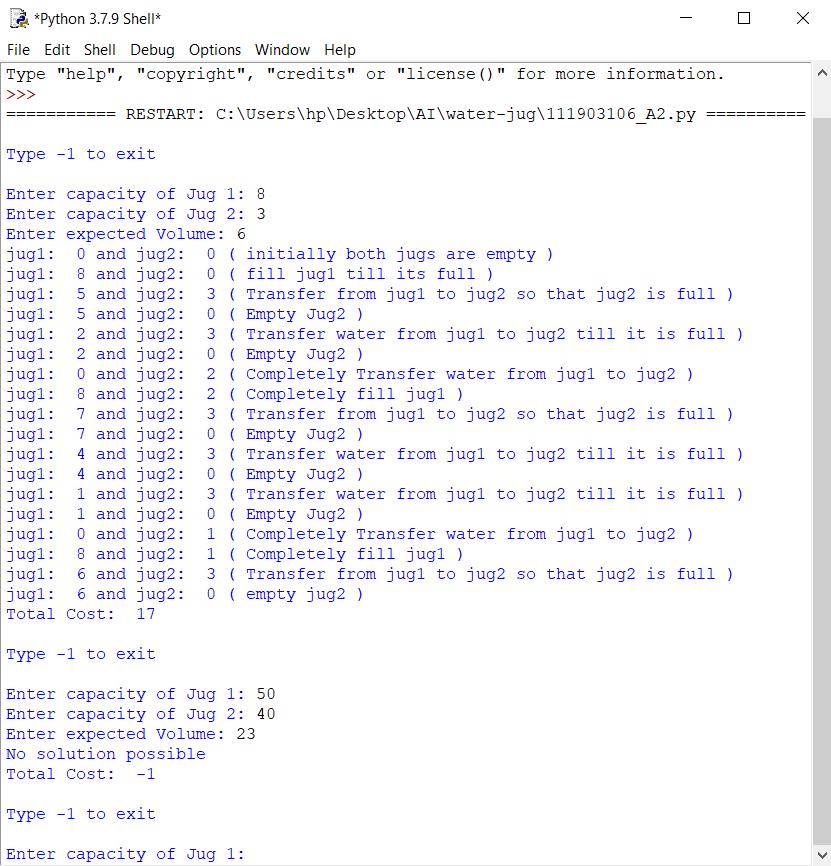 *Python 3.7.9 Shell*
File Edit Shell Debug Options Window Help
Type "help", "copyright", "credits" or "license()" for more information.
>>>
=========== RESTART: C:\Users\hp\Desktop\AI\water-jug\111903106_A2.py ==========
Type -1 to exit
Enter capacity of Jug 1: 8
Enter capacity of Jug 2: 3
Enter expected Volume: 6
jug1:  0 and jug2:  0 ( initially both jugs are empty )
jug1:  8 and jug2:  0 ( fill jug1 till its full )
jug1:  5 and jug2:  3 ( Transfer from jug1 to jug2 so that jug2 is full )
jug1:  5 and jug2:  0 ( Empty Jug2 )
jug1:  2 and jug2:  3 ( Transfer water from jug1 to jug2 till it is full )
jug1:  2 and jug2:  0 ( Empty Jug2 )
jug1:  0 and jug2:  2 ( Completely Transfer water from jug1 to jug2 )
jug1:  8 and jug2:  2 ( Completely fill jug1 )
jug1:  7 and jug2:  3 ( Transfer from jug1 to jug2 so that jug2 is full )
jug1:  7 and jug2:  0 ( Empty Jug2 )
jug1:  4 and jug2:  3 ( Transfer water from jug1 to jug2 till it is full )
jug1:  4 and jug2:  0 ( Empty Jug2 )
jug1:  1 and jug2:  3 ( Transfer water from jug1 to jug2 till it is full )
jug1:  1 and jug2:  0 ( Empty Jug2 )
jug1:  0 and jug2:  1 ( Completely Transfer water from jug1 to jug2 )
jug1:  8 and jug2:  1 ( Completely fill jug1 )
jug1:  6 and jug2:  3 ( Transfer from jug1 to jug2 so that jug2 is full )
jug1:  6 and jug2:  0 ( empty jug2 )
Total Cost:  17
Type -1 to exit
Enter capacity of Jug 1: 50
Enter capacity of Jug 2: 40
Enter expected Volume: 23
No solution possible
Total Cost:  -1
Type -1 to exit
Enter capacity of Jug 1: